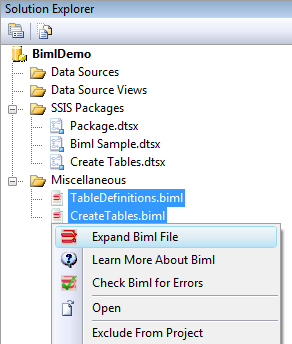 Solution Explorer
BimlDemo
Data Sources
Data Source Views
SSIS Packages
Package.dtsx
Biml Sample.dtsx
Create Tables.dtsx
Miscellaneous
TableDefinitions.biml
CreateTables.biml
Expand Biml File
Learn More About Biml
Check Biml for Errors
Open
Exclude From Project